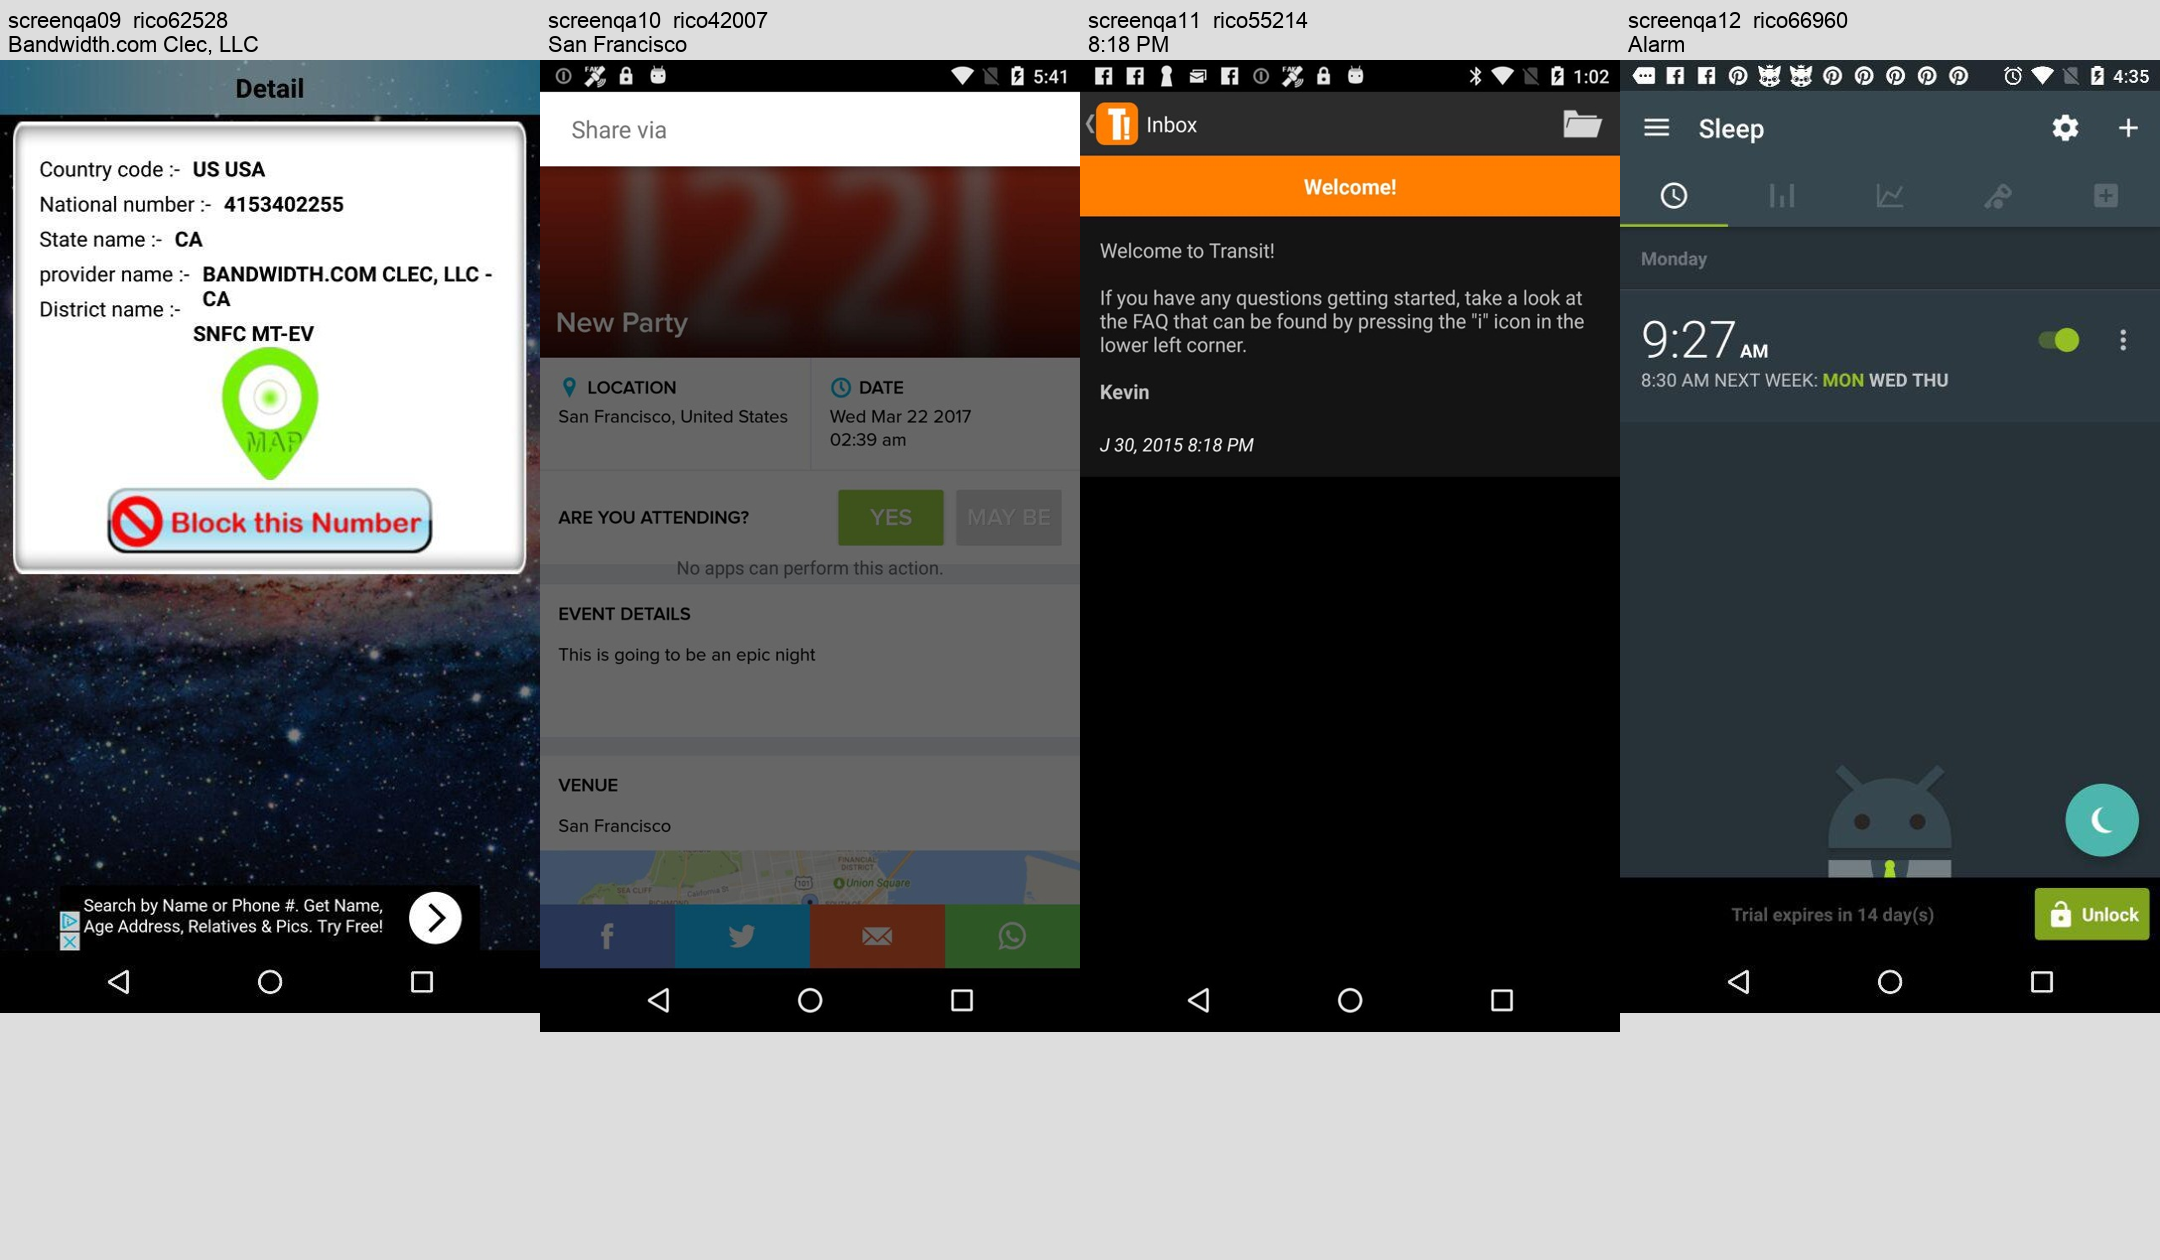 screenqa09 rico62528
Bandwidth.com Clec, LLC
Detail
Country code :- US USA
National number :- 4153402255
State name :- CA
provider name :- BANDWIDTH.COM CLEC, LLC - CA
District name :- SNFC MT-EV
MAP
Block this Number
Search by Name or Phone #. Get Name,
Age Address, Relatives & Pics. Try Free!
screenqa10 rico42007
San Francisco
5:41
Share via
22
New Party
LOCATION
San Francisco, United States
DATE
Wed Mar 22 2017
02:39 am
ARE YOU ATTENDING?
YES
MAY BE
No apps can perform this action.
EVENT DETAILS
This is going to be an epic night
VENUE
San Francisco
FINANCIAL
DISTRICT
SEA CLIFF
California St
101
Union Square
screenqa11 rico55214
8:18 PM
1:02
T!
Inbox
Welcome!
Welcome to Transit!
If you have any questions getting started, take a look at
the FAQ that can be found by pressing the "i" icon in the
lower left corner.
Kevin
J 30, 2015 8:18 PM
screenqa12 rico66960
Alarm
4:35
Sleep
Monday
9:27 AM
8:30 AM NEXT WEEK: MON WED THU
Trial expires in 14 day(s)
Unlock